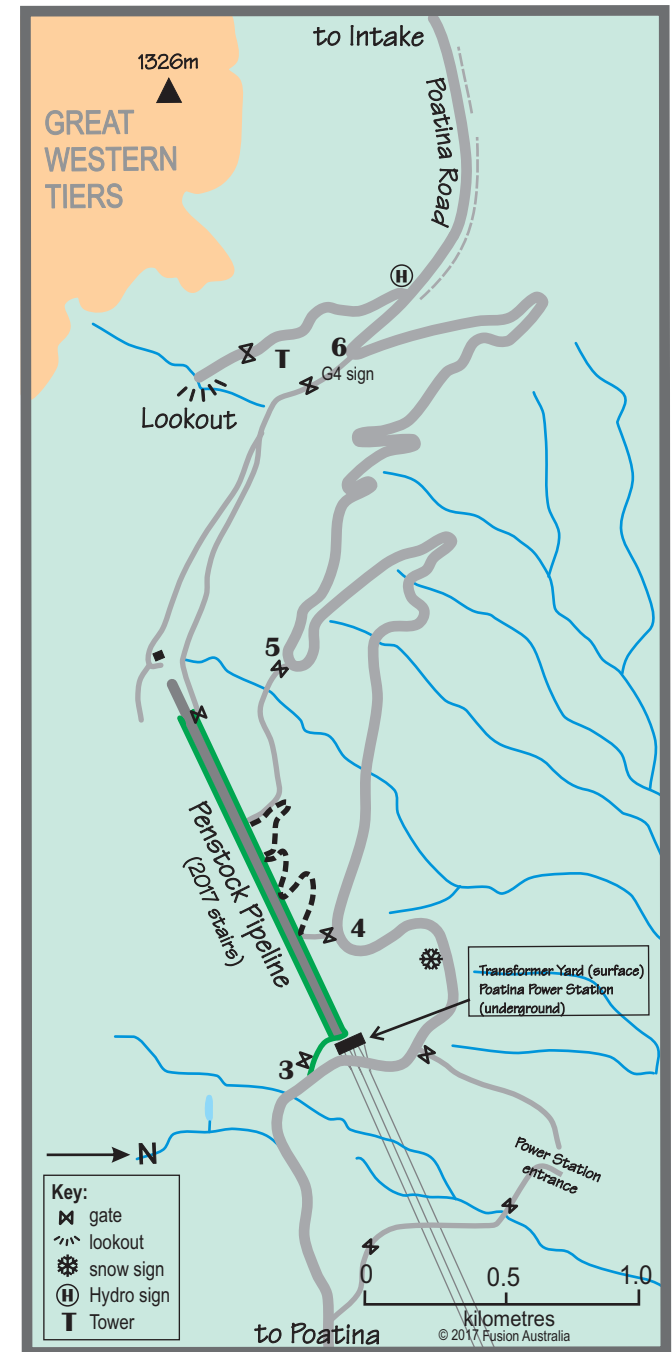 to Intake
1326m
GREAT
WESTERN
TIERS
Poatina Road
H
6
T
G4 sign
Lookout
5
Penstock Pipeline
(2017 stairs)
4
Transformer Yard (surface)
Poatina Power Station
(underground)
3
N
Power Station
entrance
Key:
gate
lookout
snow sign
H Hydro sign
T Tower
0 0.5 1.0
kilometres
to Poatina
© 2017 Fusion Australia